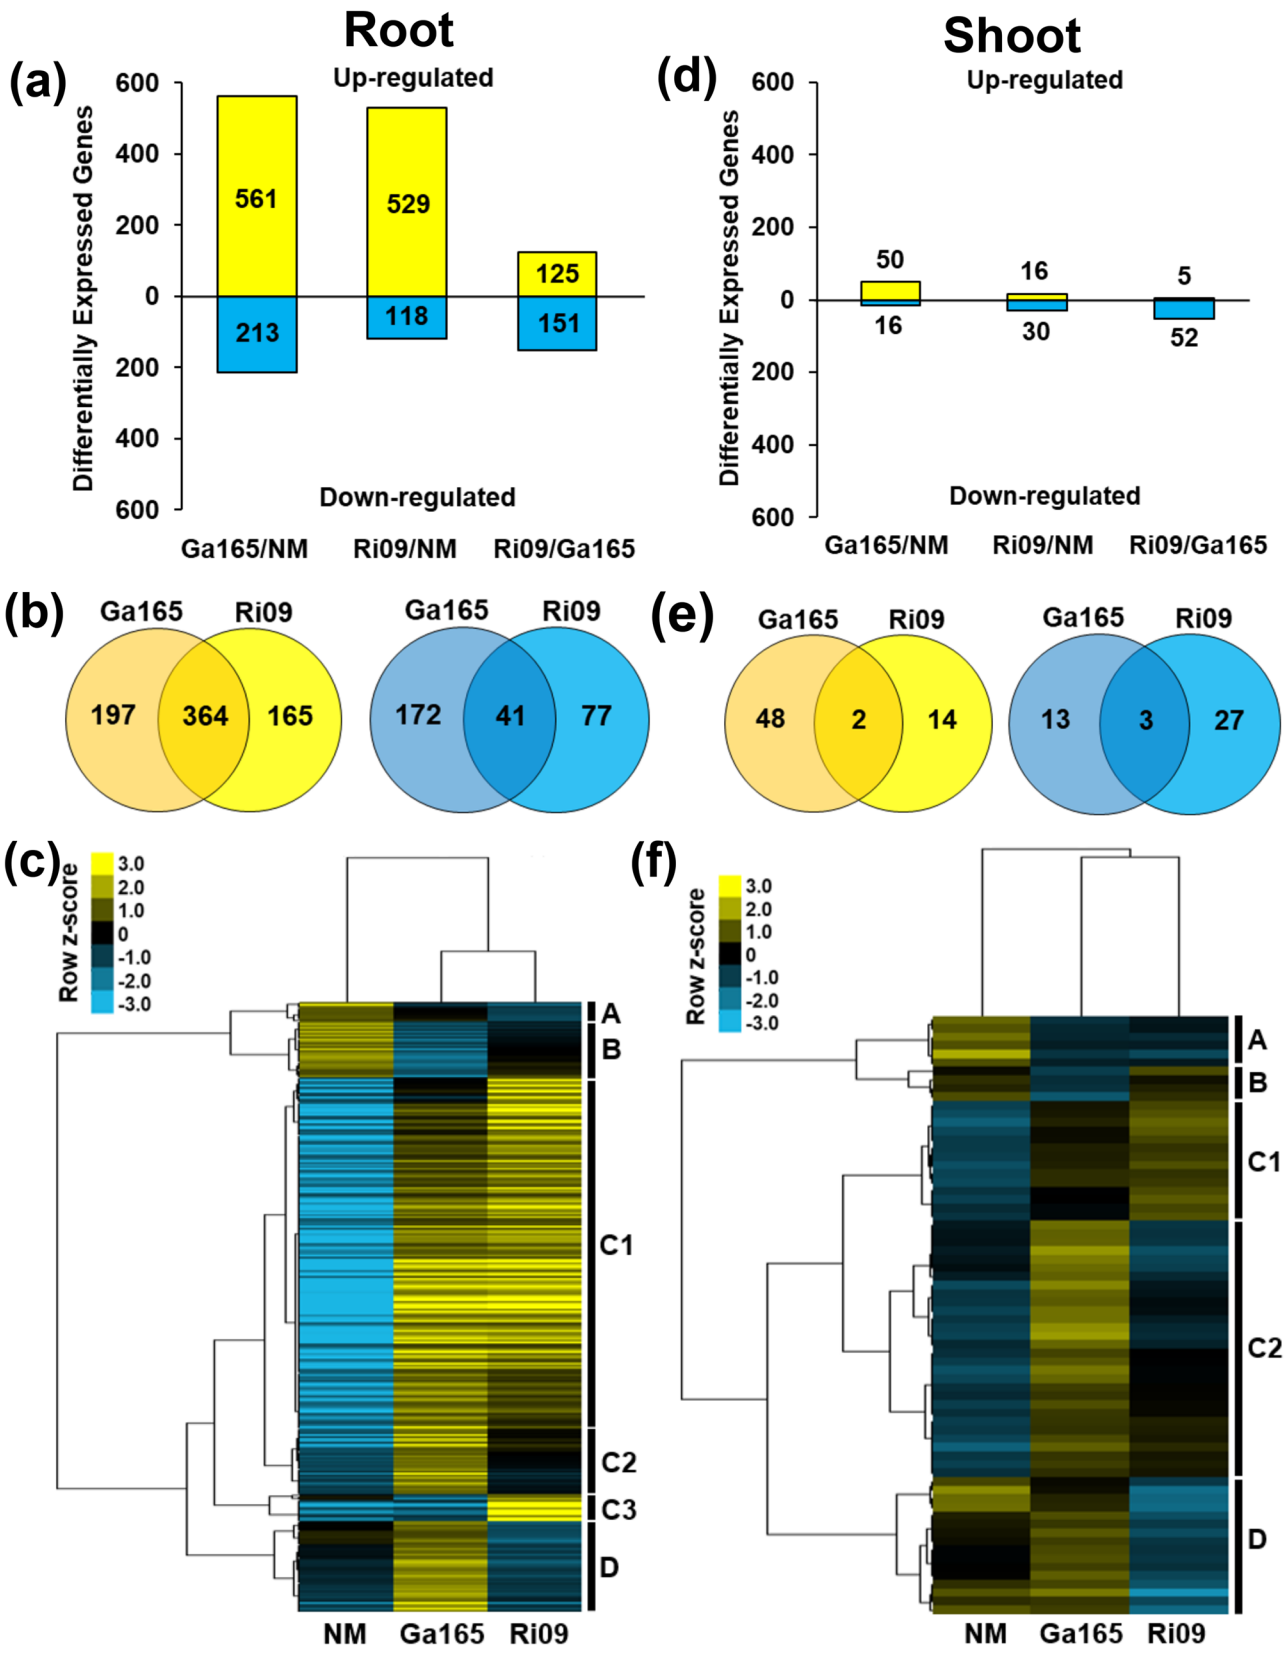 Root
Shoot
(a)
Up-regulated
Differentially Expressed Genes
600
400
200
0
200
400
600
561
529
125
213
118
151
Down-regulated
Ga165/NM Ri09/NM Ri09/Ga165
(d)
Up-regulated
Differentially Expressed Genes
600
400
200
0
200
400
600
50
16
5
16
30
52
Down-regulated
Ga165/NM Ri09/NM Ri09/Ga165
(b)
Ga165 Ri09
197 364 165
Ga165 Ri09
172 41 77
(e)
Ga165 Ri09
48 2 14
Ga165 Ri09
13 3 27
(c)
Row z-score
3.0
2.0
1.0
0
-1.0
-2.0
-3.0
A
B
C1
C2
C3
D
NM Ga165 Ri09
(f)
Row z-score
3.0
2.0
1.0
0
-1.0
-2.0
-3.0
A
B
C1
C2
D
NM Ga165 Ri09